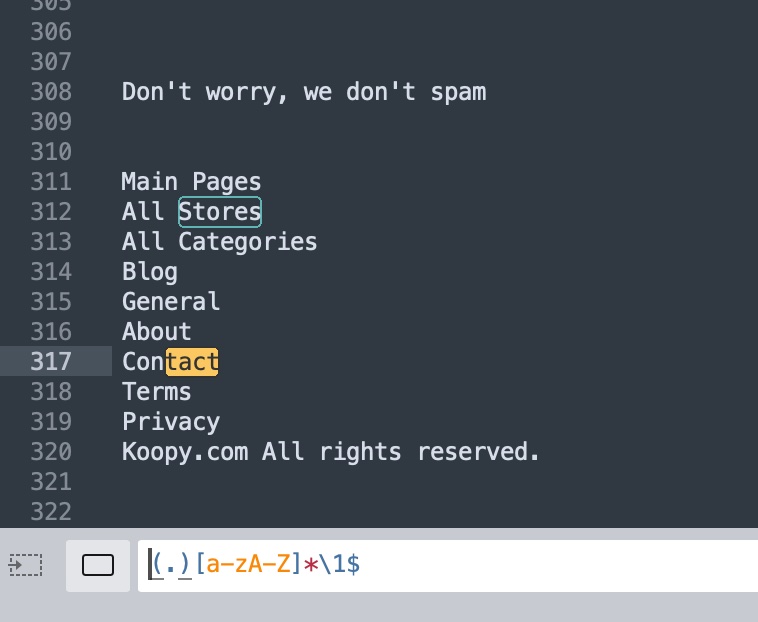 305
306
307
308 Don't worry, we don't spam
309
310
311 Main Pages
312 All Stores
313 All Categories
314 Blog
315 General
316 About
317 Contact
318 Terms
319 Privacy
320 Koopy.com All rights reserved.
321
322
(.)[a-zA-Z]*\1$